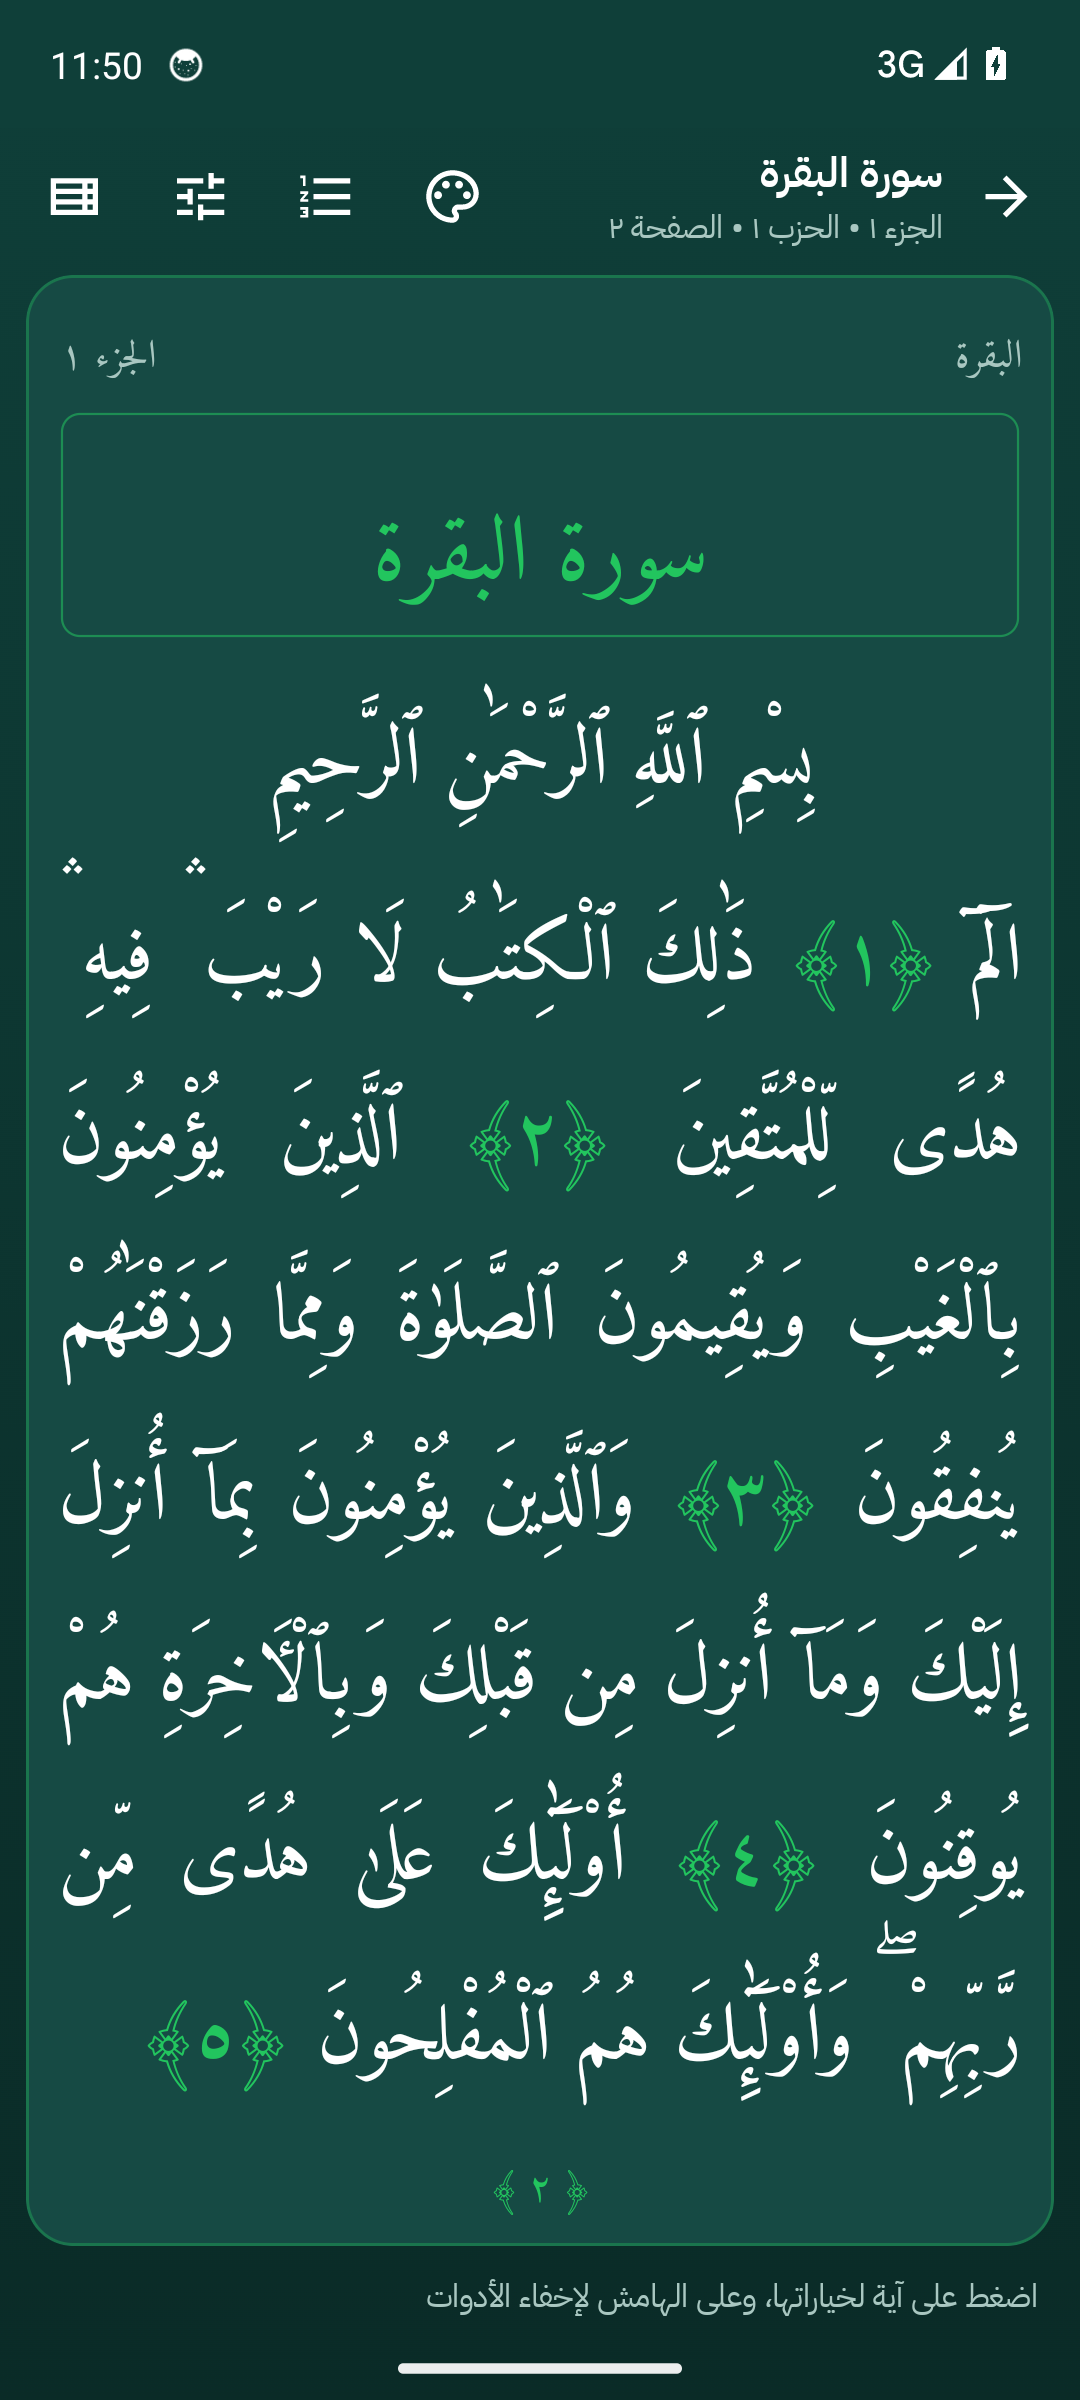 11:50 3G
سورة البقرة
الجزء ١ • الحزب ١ • الصفحة ٢
البقرة الجزء ١
سورة البقرة
بِسْمِ ٱللَّهِ ٱلرَّحْمَٰنِ ٱلرَّحِيمِ
الٓمٓ ﴿١﴾ ذَٰلِكَ ٱلْكِتَٰبُ لَا رَيْبَ ۛ فِيهِ ۛ
هُدًى لِّلْمُتَّقِينَ ﴿٢﴾ ٱلَّذِينَ يُؤْمِنُونَ
بِٱلْغَيْبِ وَيُقِيمُونَ ٱلصَّلَوٰةَ وَمِمَّا رَزَقْنَٰهُمْ
يُنفِقُونَ ﴿٣﴾ وَٱلَّذِينَ يُؤْمِنُونَ بِمَآ أُنزِلَ
إِلَيْكَ وَمَآ أُنزِلَ مِن قَبْلِكَ وَبِٱلْأَخِرَةِ هُمْ
يُوقِنُونَ ﴿٤﴾ أُوْلَٰٓئِكَ عَلَىٰ هُدًى مِّن
رَّبِّهِمْ ۖ وَأُوْلَٰٓئِكَ هُمُ ٱلْمُفْلِحُونَ ﴿٥﴾
﴿٢﴾
اضغط على آية لخياراتها، وعلى الهامش لإخفاء الأدوات